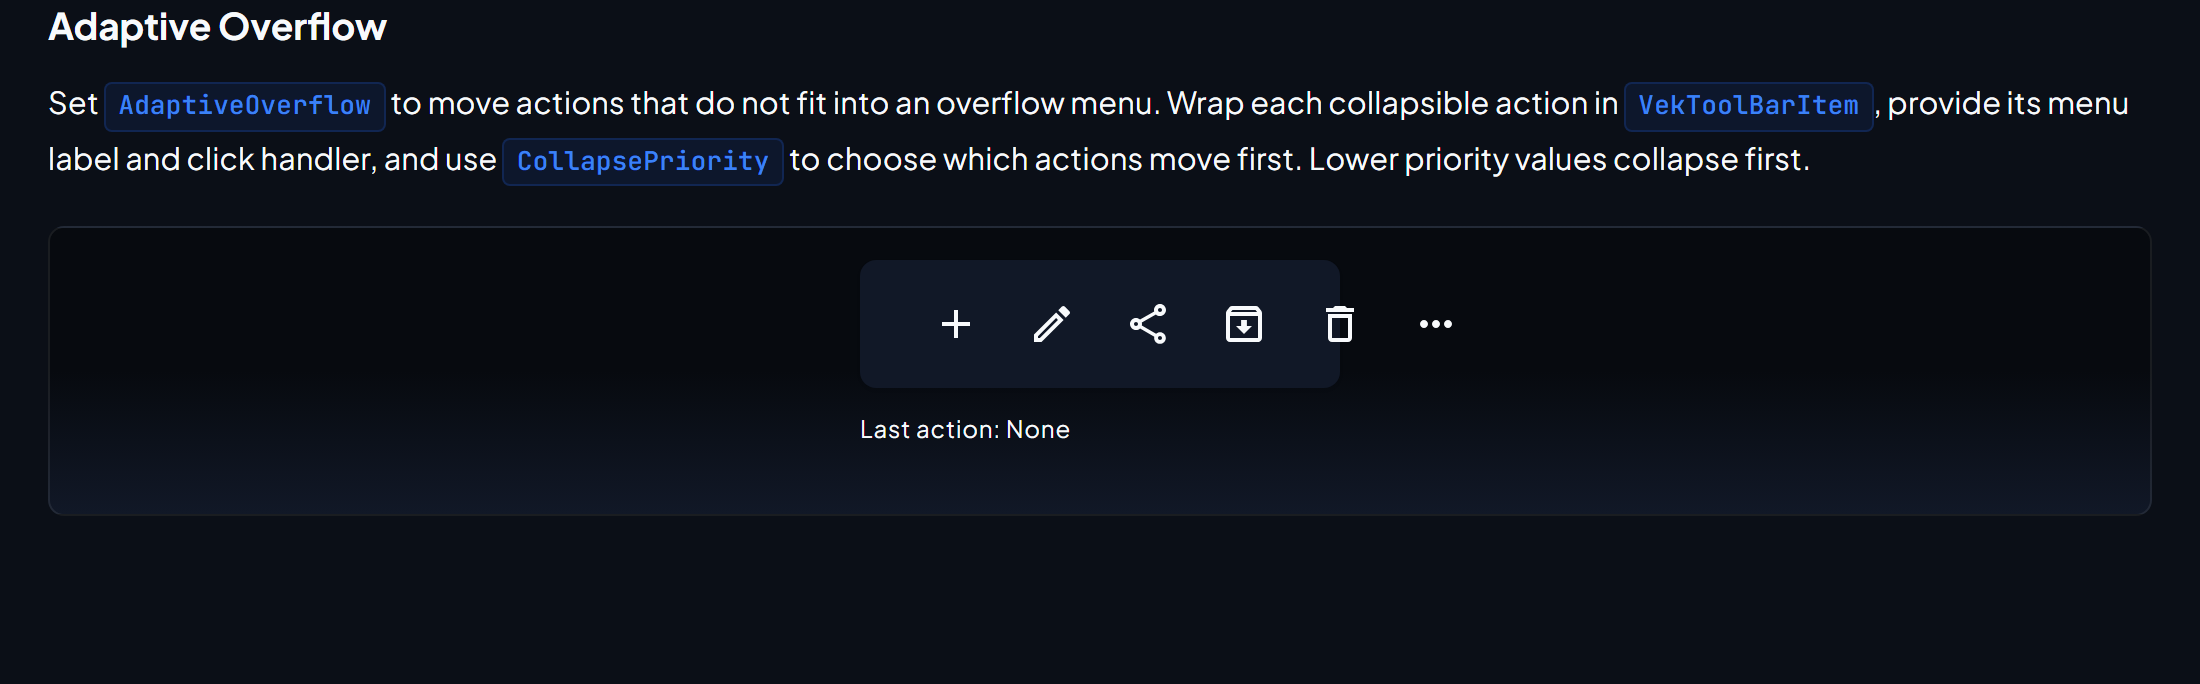 Adaptive Overflow
Set AdaptiveOverflow to move actions that do not fit into an overflow menu. Wrap each collapsible action in VekToolBarItem, provide its menu
label and click handler, and use CollapsePriority to choose which actions move first. Lower priority values collapse first.
Last action: None